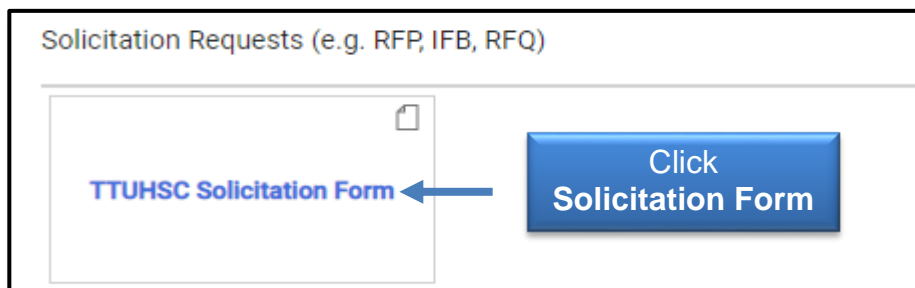 Solicitation Requests (e.g. RFP, IFB, RFQ)
TTUHSC Solicitation Form
Click
Solicitation Form